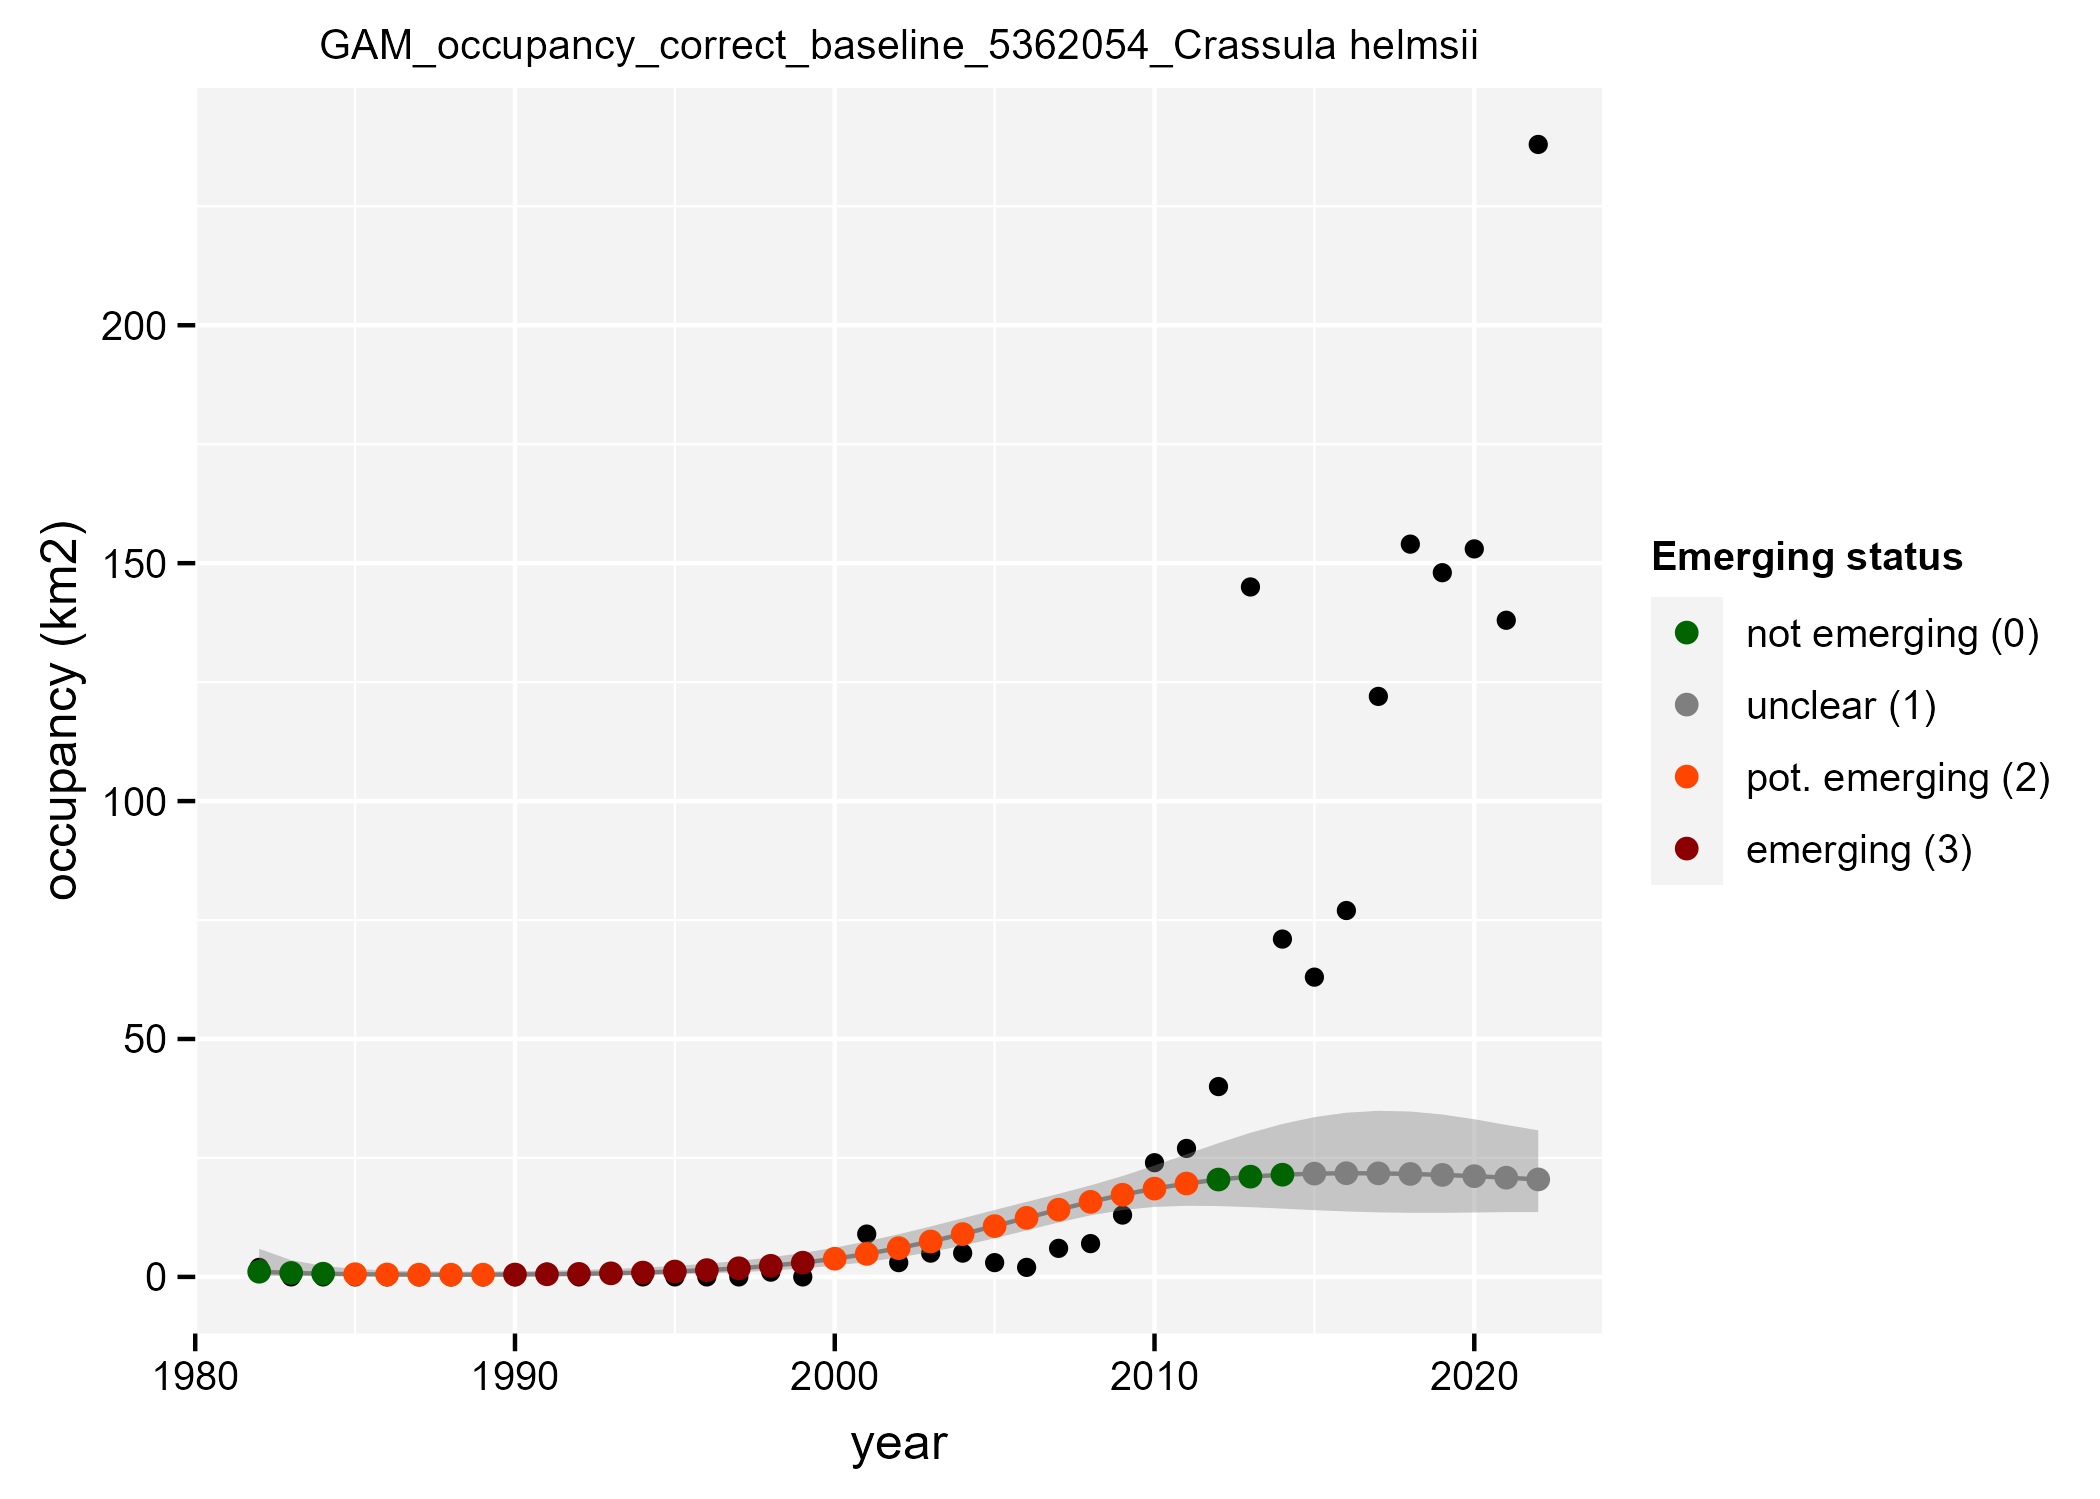 GAM_occupancy_correct_baseline_5362054_Crassula helmsii
occupancy (km2)
200
150
100
50
0
1980 1990 2000 2010 2020
year
Emerging status
not emerging (0)
unclear (1)
pot. emerging (2)
emerging (3)